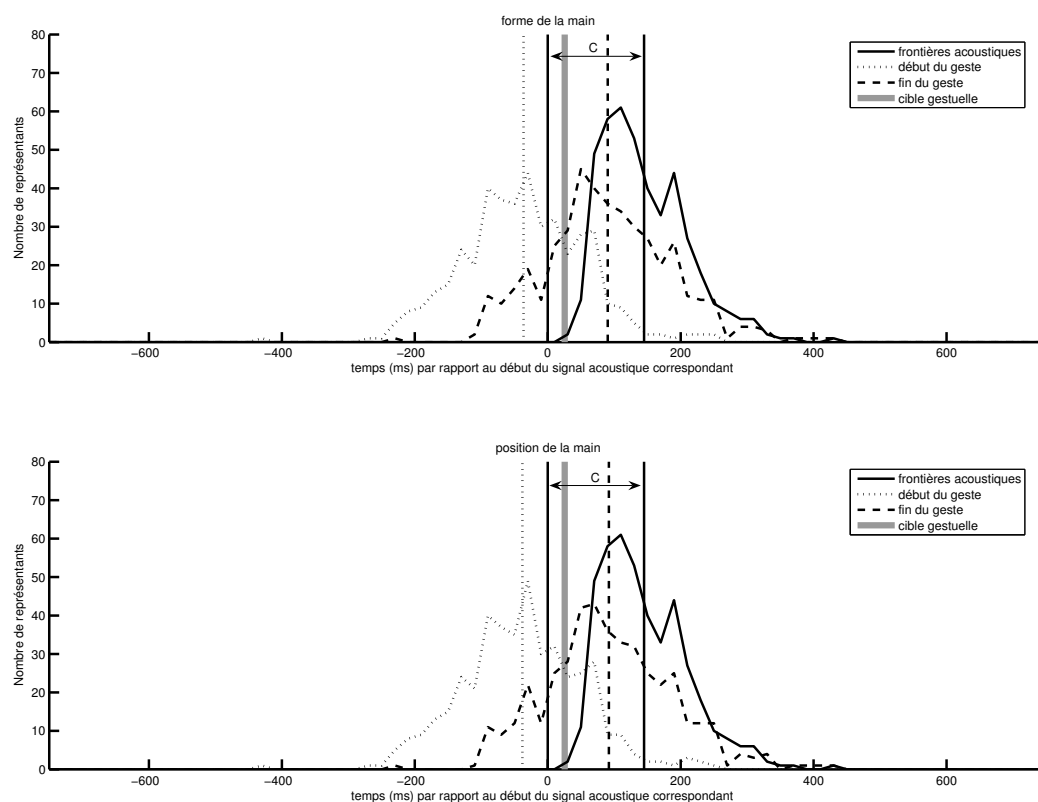 forme de la main
80
70
60
50
40
30
20
10
0
Nombre de représentants
C
frontières acoustiques
début du geste
fin du geste
cible gestuelle
−600 −400 −200 0 200 400 600
temps (ms) par rapport au début du signal acoustique correspondant
position de la main
80
70
60
50
40
30
20
10
0
Nombre de représentants
C
frontières acoustiques
début du geste
fin du geste
cible gestuelle
−600 −400 −200 0 200 400 600
temps (ms) par rapport au début du signal acoustique correspondant